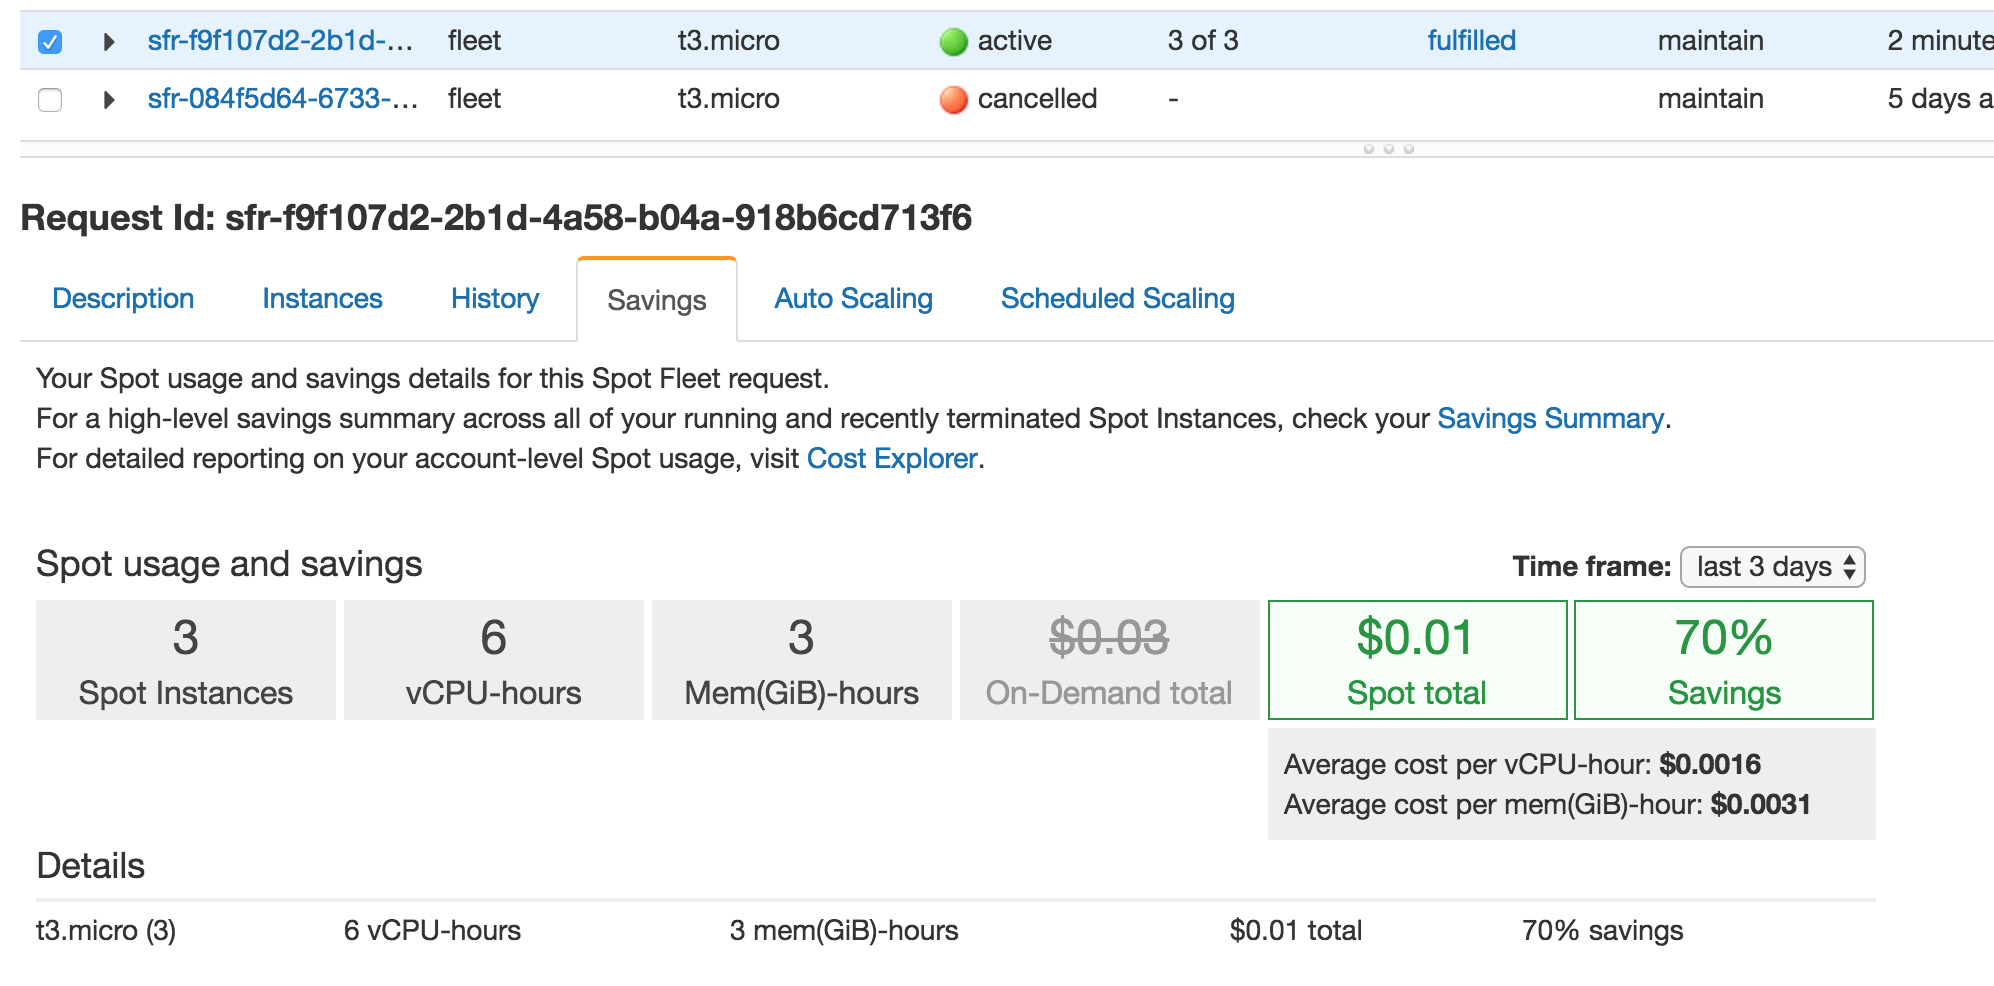 sfr-f9f107d2-2b1d-... fleet t3.micro active 3 of 3 fulfilled maintain 2 minute
sfr-084f5d64-6733-... fleet t3.micro cancelled - maintain 5 days a
Request Id: sfr-f9f107d2-2b1d-4a58-b04a-918b6cd713f6
Description Instances History Savings Auto Scaling Scheduled Scaling
Your Spot usage and savings details for this Spot Fleet request.
For a high-level savings summary across all of your running and recently terminated Spot Instances, check your Savings Summary.
For detailed reporting on your account-level Spot usage, visit Cost Explorer.
Spot usage and savings Time frame: last 3 days
3 6 3 $0.03 $0.01 70%
Spot Instances vCPU-hours Mem(GiB)-hours On-Demand total Spot total Savings
Average cost per vCPU-hour: $0.0016
Average cost per mem(GiB)-hour: $0.0031
Details
t3.micro (3) 6 vCPU-hours 3 mem(GiB)-hours $0.01 total 70% savings